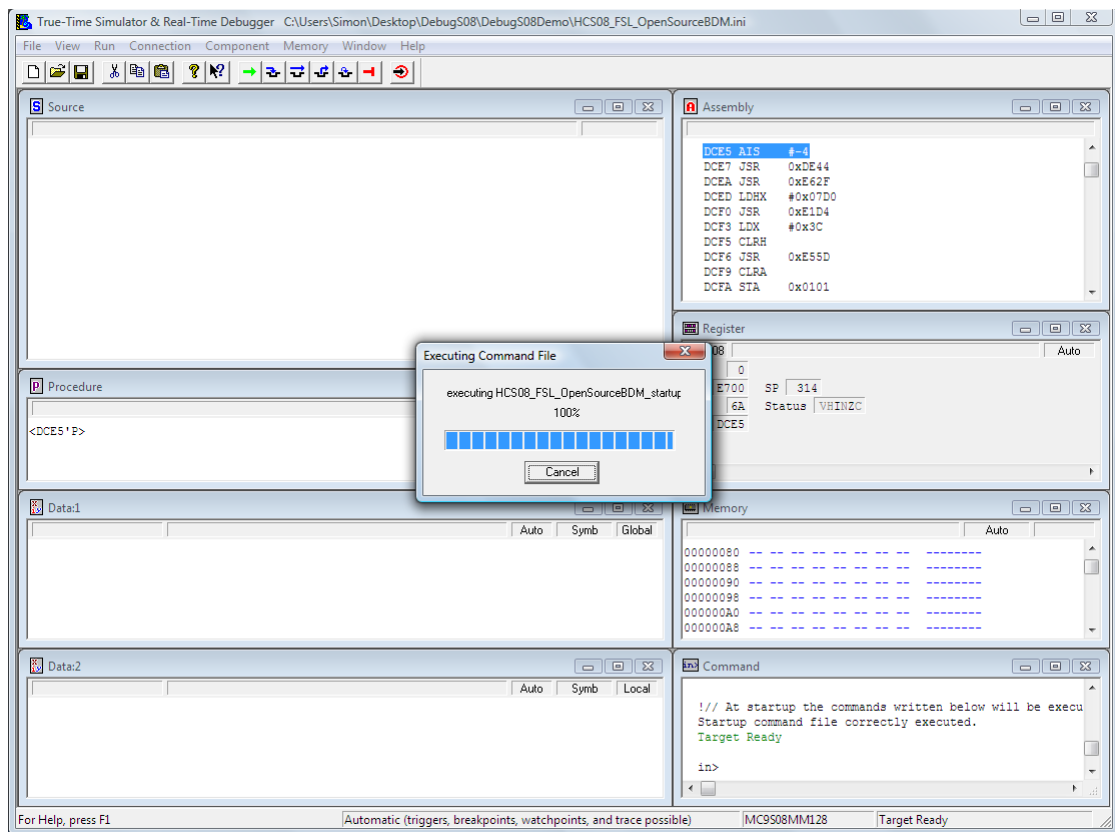 True-Time Simulator & Real-Time Debugger C:\Users\Simon\Desktop\DebugS08\DebugS08Demo\HCS08_FSL_OpenSourceBDM.ini
File View Run Connection Component Memory Window Help
S Source
A Assembly
DCE5 AIS #-4
DCE7 JSR 0xDE44
DCEA JSR 0xE62F
DCED LDHX #0x07D0
DCF0 JSR 0xE1D4
DCF3 LDX #0x3C
DCF5 CLRH
DCF6 JSR 0xE55D
DCF9 CLRA
DCFA STA 0x0101
Register
08 Auto
0
E700 SP 314
6A Status VHINZC
DCE5
Executing Command File
executing HCS08_FSL_OpenSourceBDM_startup
100%
Cancel
P Procedure
<DCE5'P>
Data:1
Auto Symb Global
Memory
Auto
00000080 -- -- -- -- -- -- -- -- --------
00000088 -- -- -- -- -- -- -- -- --------
00000090 -- -- -- -- -- -- -- -- --------
00000098 -- -- -- -- -- -- -- -- --------
000000A0 -- -- -- -- -- -- -- -- --------
000000A8 -- -- -- -- -- -- -- -- --------
Data:2
Auto Symb Local
in> Command
!// At startup the commands written below will be execu
Startup command file correctly executed.
Target Ready
in>
For Help, press F1
Automatic (triggers, breakpoints, watchpoints, and trace possible)
MC9S08MM128
Target Ready